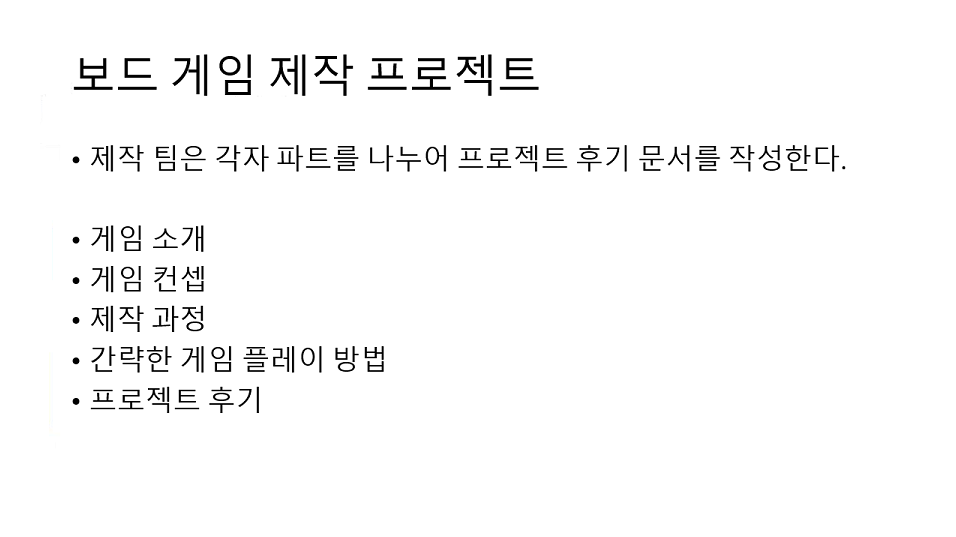 보드 게임 제작 프로젝트
• 제작 팀은 각자 파트를 나누어 프로젝트 후기 문서를 작성한다.
• 게임 소개
• 게임 컨셉
• 제작 과정
• 간략한 게임 플레이 방법
• 프로젝트 후기